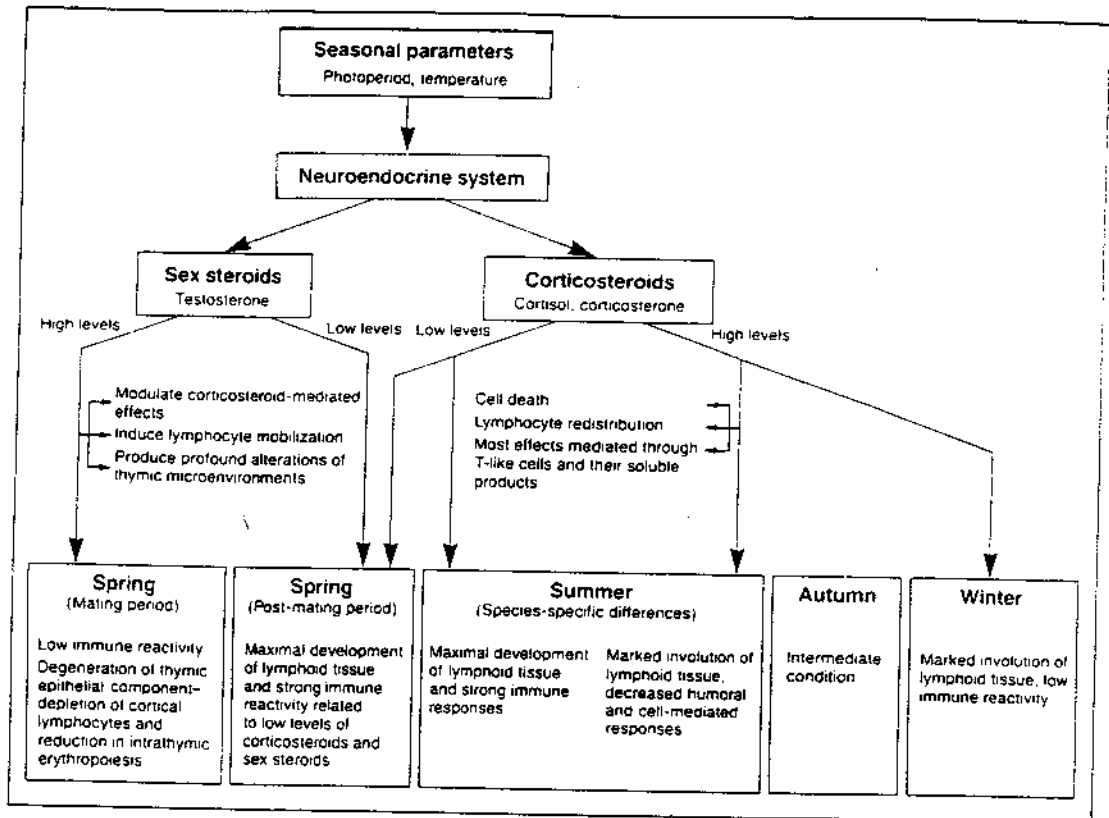 Seasonal parameters
Photoperiod, temperature
Neuroendocrine system
Sex steroids
Testosterone
Corticosteroids
Cortisol, corticosterone
High levels
Low levels
Low levels
High levels
Modulate corticosteroid-mediated
effects
Induce lymphocyte mobilization
Produce profound alterations of
thymic microenvironments
Cell death
Lymphocyte redistribution
Most effects mediated through
T-like cells and their soluble
products
Spring
(Mating period)
Low immune reactivity
Degeneration of thymic
epithelial component–
depletion of cortical
lymphocytes and
reduction in intrathymic
erythropoiesis
Spring
(Post-mating period)
Maximal development
of lymphoid tissue
and strong immune
reactivity related
to low levels of
corticosteroids and
sex steroids
Summer
(Species-specific differences)
Maximal development
of lymphoid tissue
and strong immune
responses
Marked involution of
lymphoid tissue,
decreased humoral
and cell-mediated
responses
Autumn
Intermediate
condition
Winter
Marked involution of
lymphoid tissue, low
immune reactivity